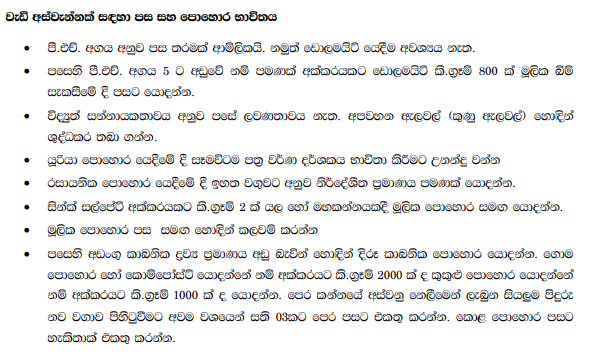 වැඩි අස්වැන්නක් සඳහා පස සහ පොහොර භාවිතය
• පී.එච්. අගය අනුව පස තරමක් ආම්ලිකයි. නමුත් ඩොලමයිට් යෙදීම අවශ්‍යය නැත.
• පසෙහි පී.එච්. අගය 5 ට අඩුවේ නම් පමණක් අක්කරයකට ඩොලමයිට් කි.ග්‍රෑම් 800 ක් මූලික බිම්
සැකසීමේ දී පසට යොදන්න.
• විද්‍යුත් සන්නායකතාවය අනුව පසේ ලවණතාවය නැත. අපවහන ඇලවල් (කුණු ඇලවල්) හොඳින්
ශුද්ධකර තබා ගන්න.
• යූරියා පොහොර යෙදීමේ දී සෑමවිටම පත්‍ර වර්ණ දර්ශකය භාවිතා කිරීමට උනන්දු වන්න
• රසායනික පොහොර යෙදීමේ දී ඉහත වගුවට අනුව නිර්දේශිත ප්‍රමාණය පමණක් යොදන්න.
• සින්ක් සල්පේට් අක්කරයකට කි.ග්‍රෑම් 2 ක් යල හෝ මහකන්නයකදී මූලික පොහොර සමඟ යොදන්න.
• මූලික පොහොර පස සමඟ හොඳින් කලවම් කරන්න
• පසෙහි අඩංගු කාබනික ද්‍රව්‍ය ප්‍රමාණය අඩු බැවින් හොඳින් දිරූ කාබනික පොහොර යොදන්න. ගොම
පොහොර හෝ කොම්පෝස්ට් යොදන්නේ නම් අක්කරයට කි.ග්‍රෑම් 2000 ක් ද කුකුළු පොහොර යොදන්නේ
නම් අක්කරයට කි.ග්‍රෑම් 1000 ක් ද යොදන්න. පෙර කන්නයේ අස්වනු නෙලීමෙන් ලැබුන සියලුම පිදුරු
නව වගාව පිහිටුවීමට අවම වශයෙන් සති 03කට පෙර පසට එකතු කරන්න. කොළ පොහොර පසට
හැකිතාක් එකතු කරන්න.